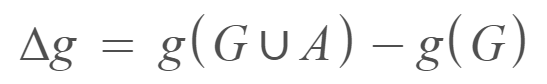 Δg = g(G ∪ A) − g(G)